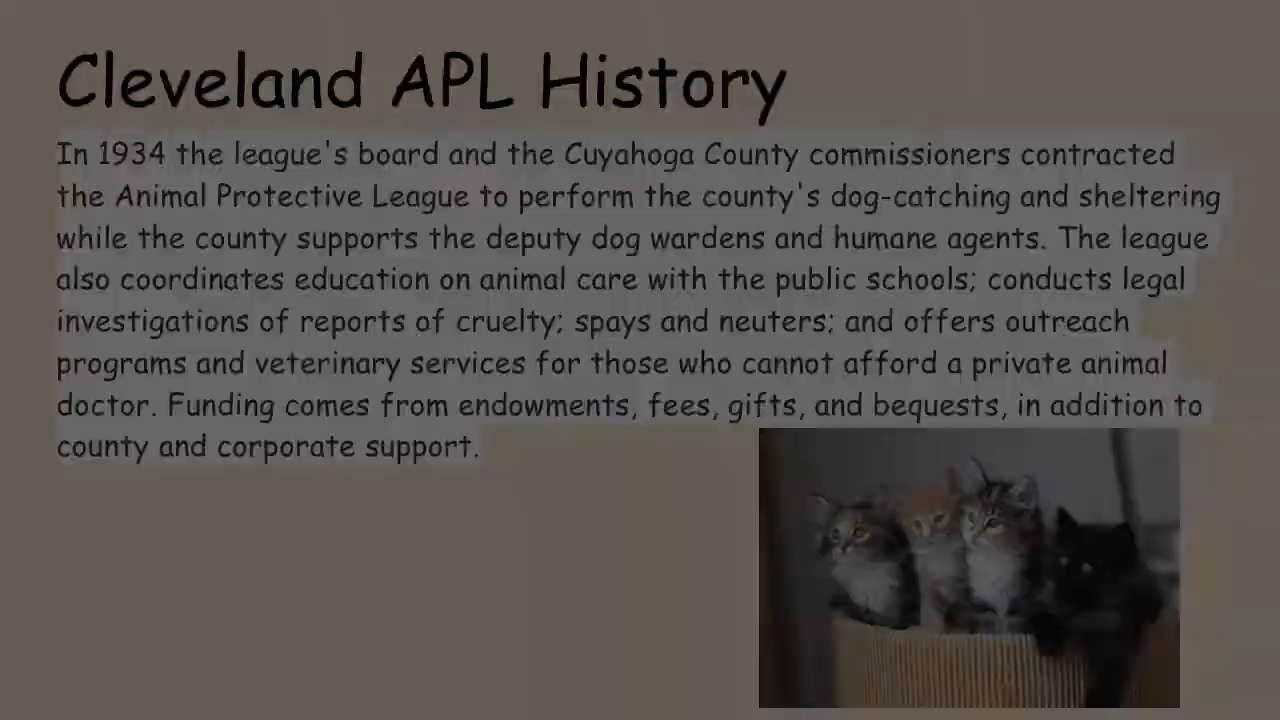 Cleveland APL History
In 1934 the league's board and the Cuyahoga County commissioners contracted
the Animal Protective League to perform the county's dog-catching and sheltering
while the county supports the deputy dog wardens and humane agents. The league
also coordinates education on animal care with the public schools; conducts legal
investigations of reports of cruelty; spays and neuters; and offers outreach
programs and veterinary services for those who cannot afford a private animal
doctor. Funding comes from endowments, fees, gifts, and bequests, in addition to
county and corporate support.